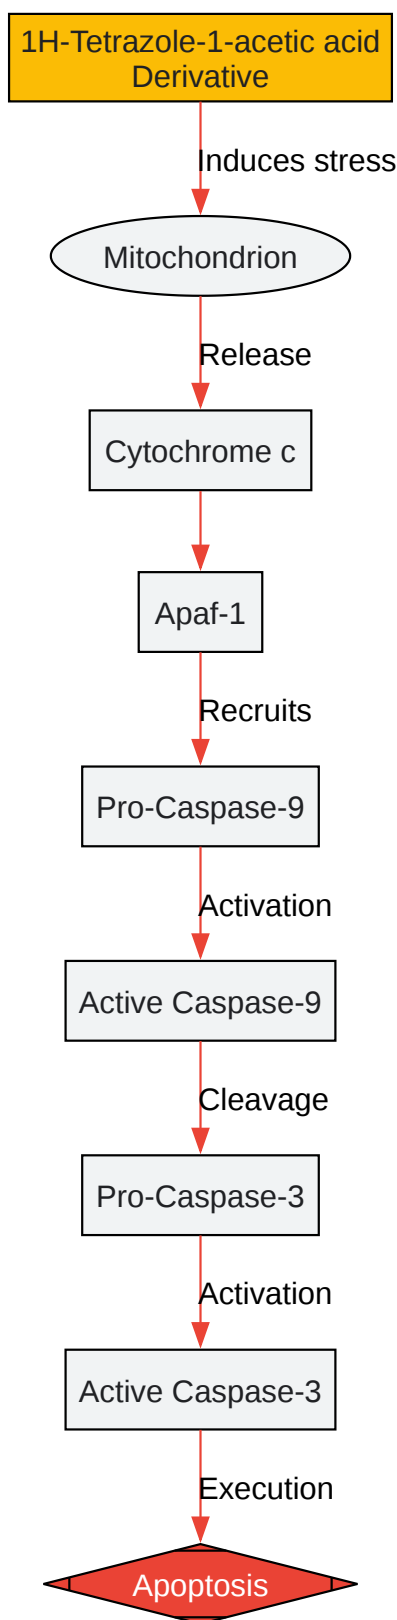 1H-Tetrazole-1-acetic acid
Derivative
Induces stress
Mitochondrion
Release
Cytochrome c
Apaf-1
Recruits
Pro-Caspase-9
Activation
Active Caspase-9
Cleavage
Pro-Caspase-3
Activation
Active Caspase-3
Execution
Apoptosis